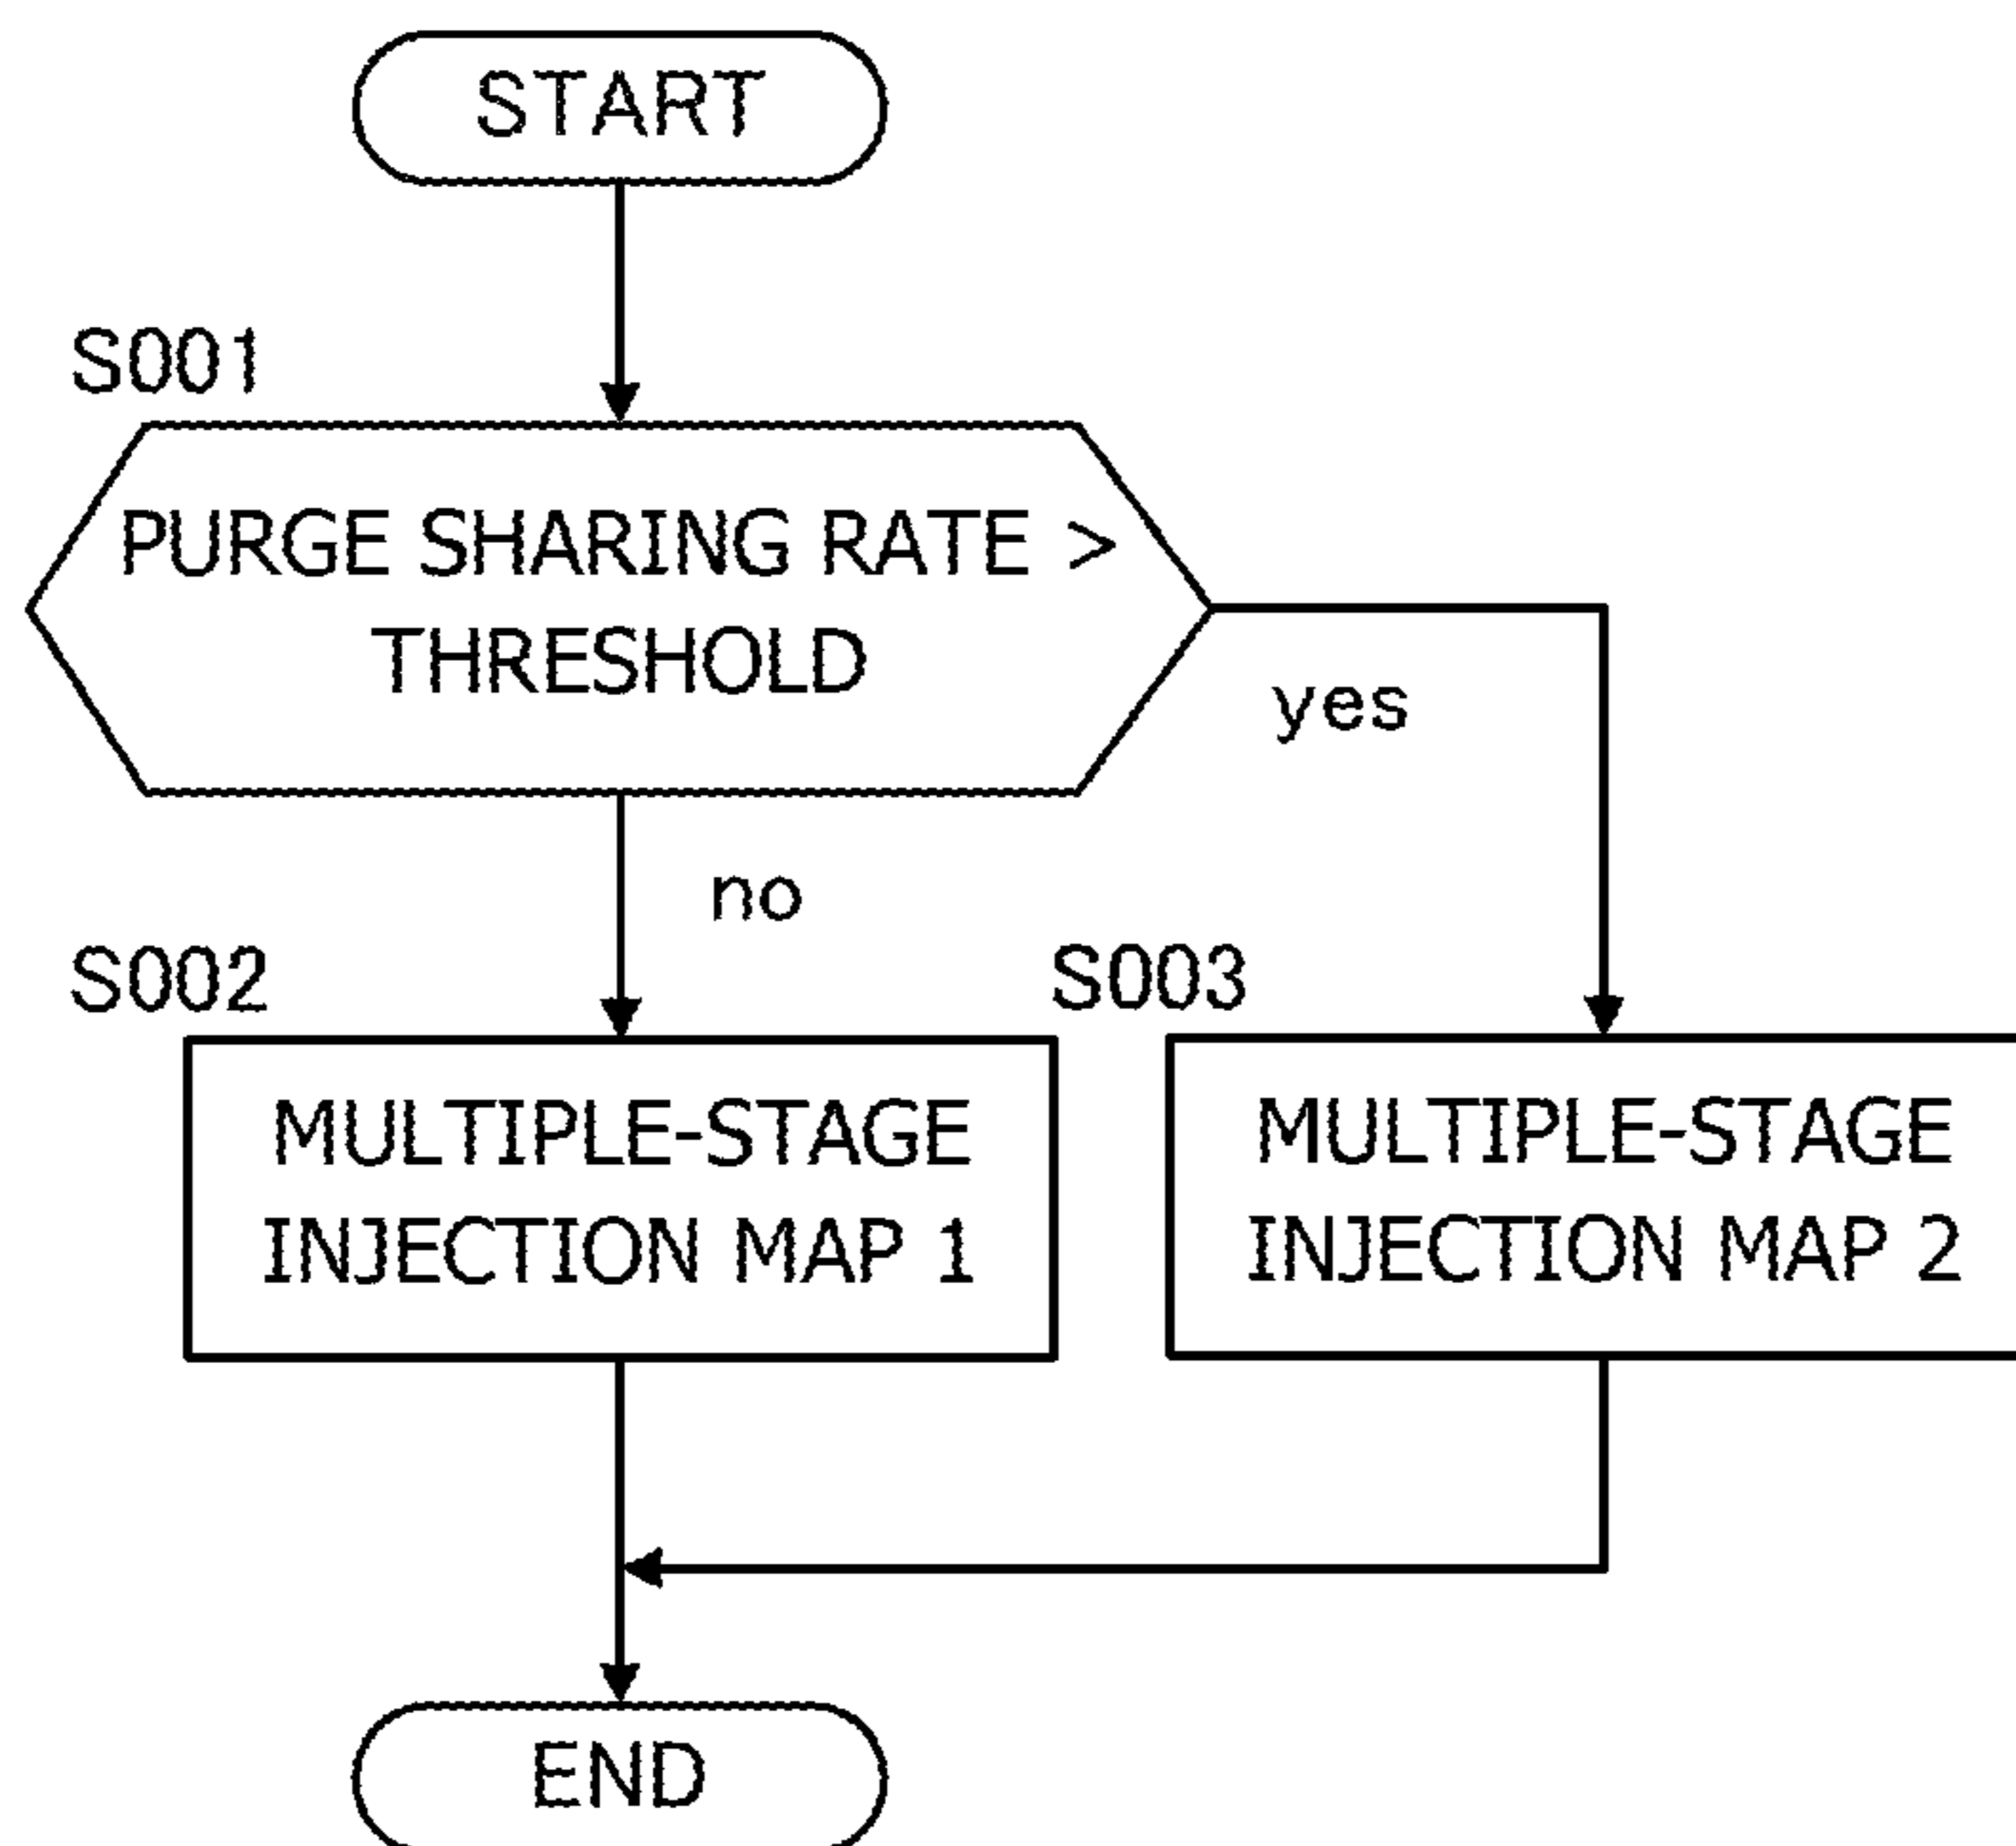 START
S001
PURGE SHARING RATE >
THRESHOLD
yes
no
S002
MULTIPLE-STAGE
INJECTION MAP 1
S003
MULTIPLE-STAGE
INJECTION MAP 2
END